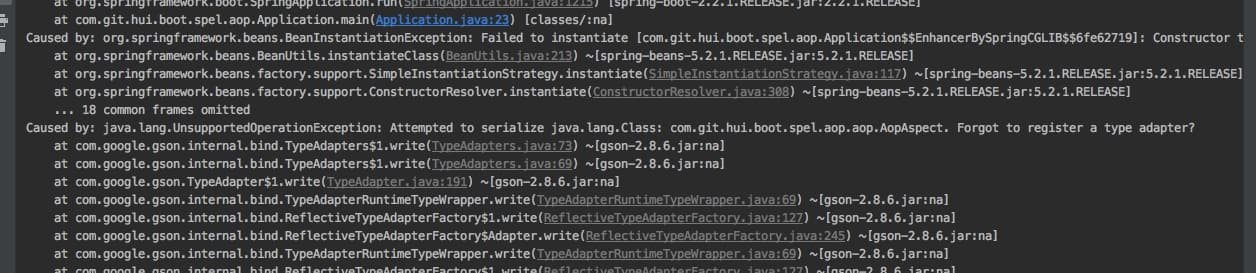 at org.springframework.boot.SpringApplication.run(SpringApplication.java:1215) [spring-boot-2.2.1.RELEASE.jar:2.2.1.RELEASE]
at com.git.hui.boot.spel.aop.Application.main(Application.java:23) [classes/:na]
Caused by: org.springframework.beans.BeanInstantiationException: Failed to instantiate [com.git.hui.boot.spel.aop.Application$$EnhancerBySpringCGLIB$$6fe62719]: Constructor t
at org.springframework.beans.BeanUtils.instantiateClass(BeanUtils.java:213) ~[spring-beans-5.2.1.RELEASE.jar:5.2.1.RELEASE]
at org.springframework.beans.factory.support.SimpleInstantiationStrategy.instantiate(SimpleInstantiationStrategy.java:117) ~[spring-beans-5.2.1.RELEASE.jar:5.2.1.RELEASE]
at org.springframework.beans.factory.support.ConstructorResolver.instantiate(ConstructorResolver.java:308) ~[spring-beans-5.2.1.RELEASE.jar:5.2.1.RELEASE]
... 18 common frames omitted
Caused by: java.lang.UnsupportedOperationException: Attempted to serialize java.lang.Class: com.git.hui.boot.spel.aop.aop.AopAspect. Forgot to register a type adapter?
at com.google.gson.internal.bind.TypeAdapters$1.write(TypeAdapters.java:73) ~[gson-2.8.6.jar:na]
at com.google.gson.internal.bind.TypeAdapters$1.write(TypeAdapters.java:69) ~[gson-2.8.6.jar:na]
at com.google.gson.TypeAdapter$1.write(TypeAdapter.java:191) ~[gson-2.8.6.jar:na]
at com.google.gson.internal.bind.TypeAdapterRuntimeTypeWrapper.write(TypeAdapterRuntimeTypeWrapper.java:69) ~[gson-2.8.6.jar:na]
at com.google.gson.internal.bind.ReflectiveTypeAdapterFactory$1.write(ReflectiveTypeAdapterFactory.java:127) ~[gson-2.8.6.jar:na]
at com.google.gson.internal.bind.ReflectiveTypeAdapterFactory$Adapter.write(ReflectiveTypeAdapterFactory.java:245) ~[gson-2.8.6.jar:na]
at com.google.gson.internal.bind.TypeAdapterRuntimeTypeWrapper.write(TypeAdapterRuntimeTypeWrapper.java:69) ~[gson-2.8.6.jar:na]
at com.google.gson.internal.bind.ReflectiveTypeAdapterFactory$1.write(ReflectiveTypeAdapterFactory.java:127) ~[gson-2.8.6.jar:na]